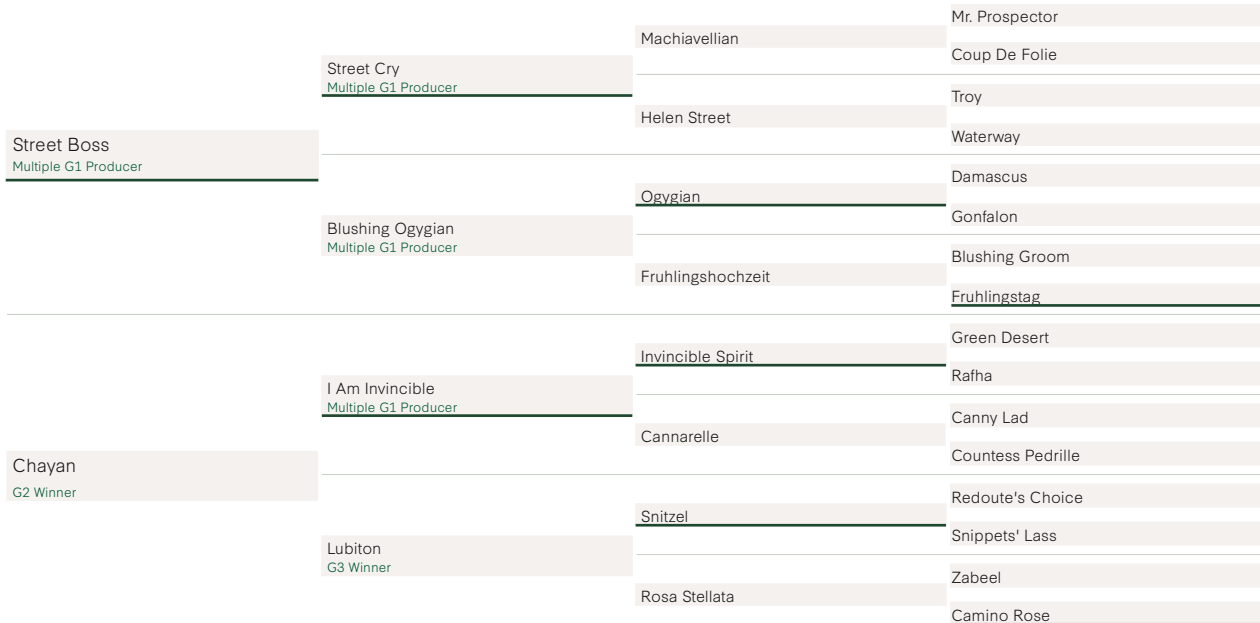 Street Boss
Multiple G1 Producer
Street Cry
Multiple G1 Producer
Machiavellian
Mr. Prospector
Coup De Folie
Helen Street
Troy
Waterway
Blushing Ogygian
Multiple G1 Producer
Ogygian
Damascus
Gonfalon
Fruhlingshochzeit
Blushing Groom
Fruhlingstag
Chayan
G2 Winner
I Am Invincible
Multiple G1 Producer
Invincible Spirit
Green Desert
Rafha
Cannarelle
Canny Lad
Countess Pedrille
Lubiton
G3 Winner
Snitzel
Redoute's Choice
Snippets' Lass
Rosa Stellata
Zabeel
Camino Rose